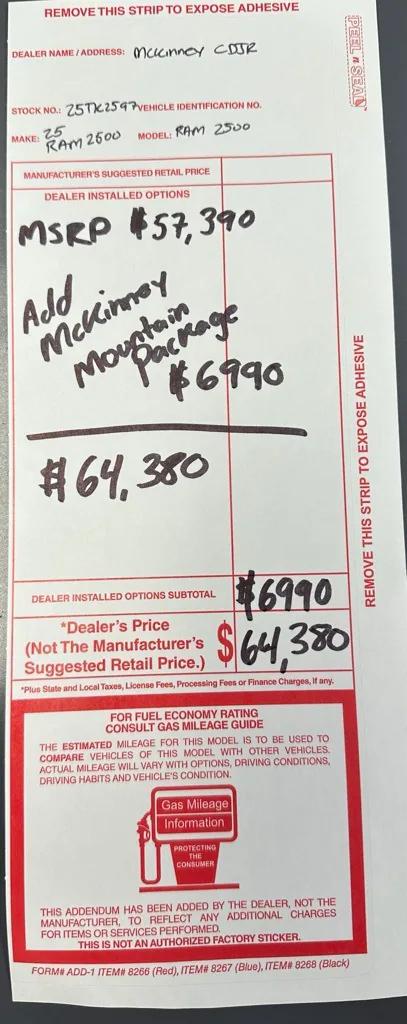 REMOVE THIS STRIP TO EXPOSE ADHESIVE
PEEL n SEAL
DEALER NAME / ADDRESS: McKinney CDJR
STOCK NO.: 25TK2597 VEHICLE IDENTIFICATION NO.
MAKE: 25 RAM 2500 MODEL: RAM 2500
MANUFACTURER'S SUGGESTED RETAIL PRICE
DEALER INSTALLED OPTIONS
MSRP $57,390
Add
McKinney
Mountain
Package
$6990
$64,380
REMOVE THIS STRIP TO EXPOSE ADHESIVE
DEALER INSTALLED OPTIONS SUBTOTAL $6990
*Dealer's Price
(Not The Manufacturer's
Suggested Retail Price.) $64,380
*Plus State and Local Taxes, License Fees, Processing Fees or Finance Charges, if any.
FOR FUEL ECONOMY RATING
CONSULT GAS MILEAGE GUIDE
THE ESTIMATED MILEAGE FOR THIS MODEL IS TO BE USED TO
COMPARE VEHICLES OF THIS MODEL WITH OTHER VEHICLES.
ACTUAL MILEAGE WILL VARY WITH OPTIONS, DRIVING CONDITIONS,
DRIVING HABITS AND VEHICLE'S CONDITION.
Gas Mileage
Information
PROTECTING
THE
CONSUMER
THIS ADDENDUM HAS BEEN ADDED BY THE DEALER, NOT THE
MANUFACTURER, TO REFLECT ANY ADDITIONAL CHARGES
FOR ITEMS OR SERVICES PERFORMED.
THIS IS NOT AN AUTHORIZED FACTORY STICKER.
FORM# ADD-1 ITEM# 8266 (Red), ITEM# 8267 (Blue), ITEM# 8268 (Black)